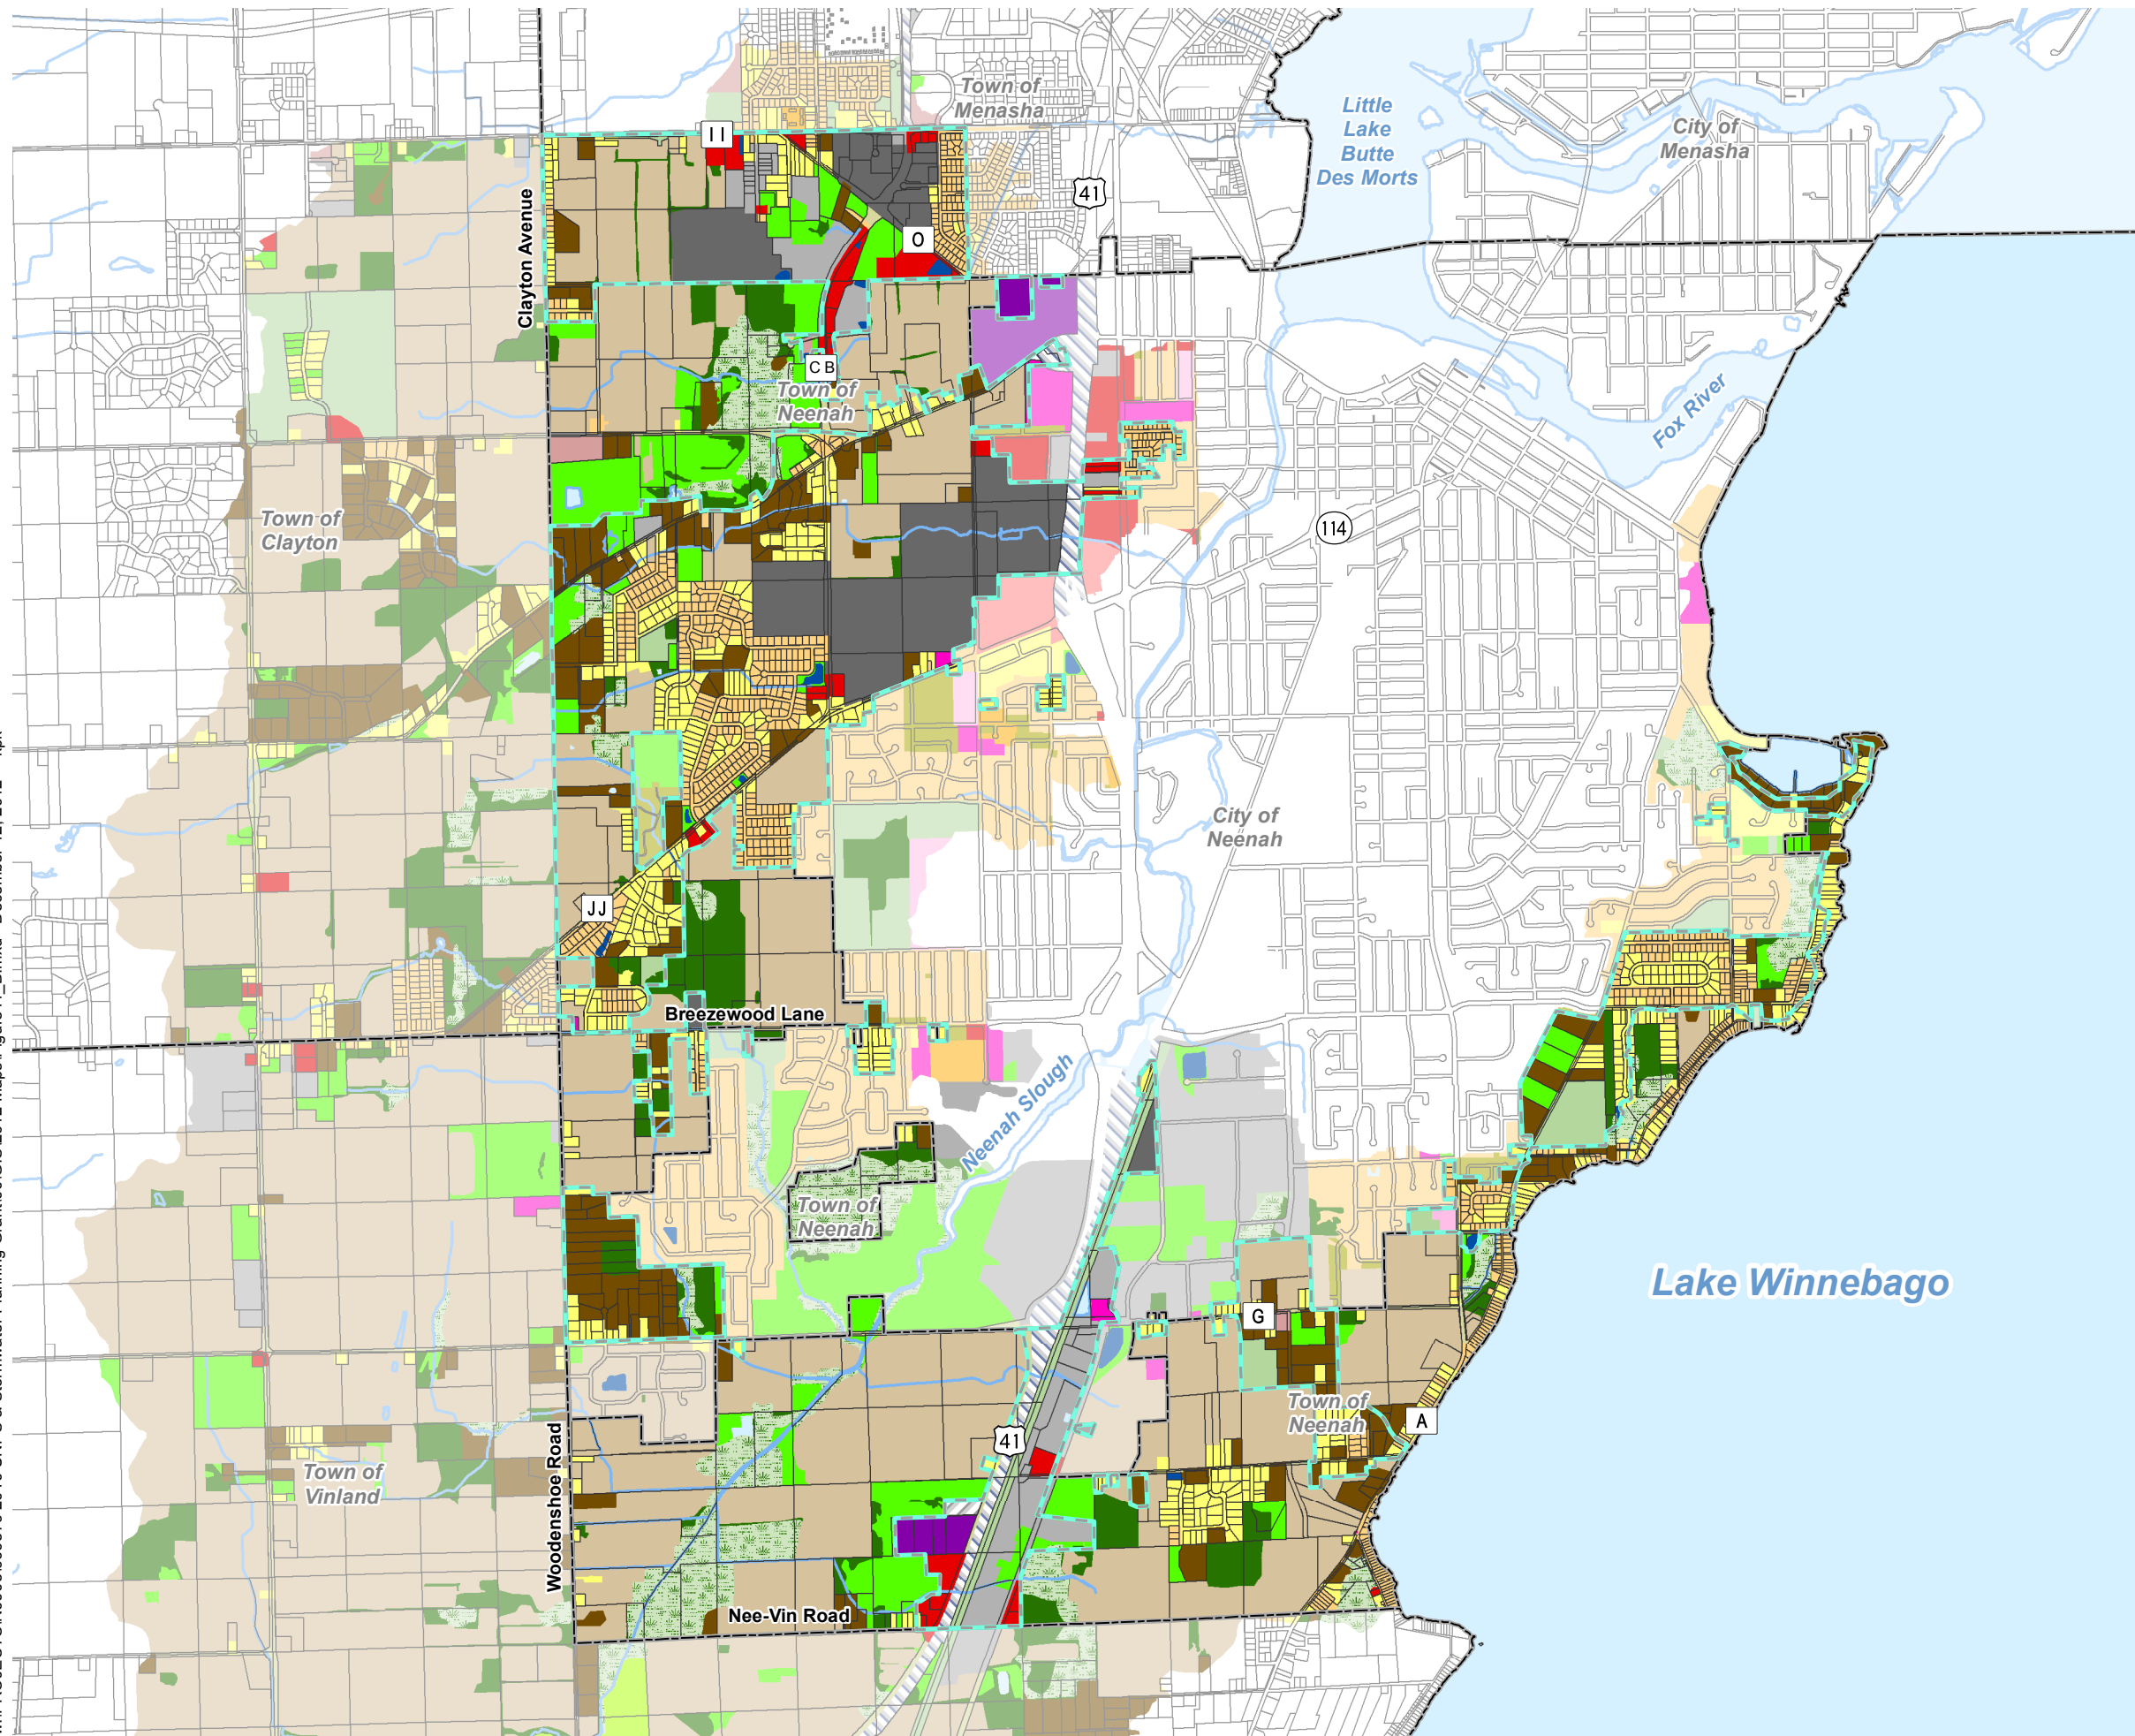 Town of
Menasha
Little
Lake
Butte
Des Morts
City of
Menasha
II
41
Clayton Avenue
O
CB
Town of
Neenah
Fox River
Town of
Clayton
114
City of
Neenah
JJ
Breezewood Lane
Neenah Slough
Town of
Neenah
Lake Winnebago
G
Town of
Neenah
A
41
Woodenshoe Road
Town of
Vinland
Nee-Vin Road